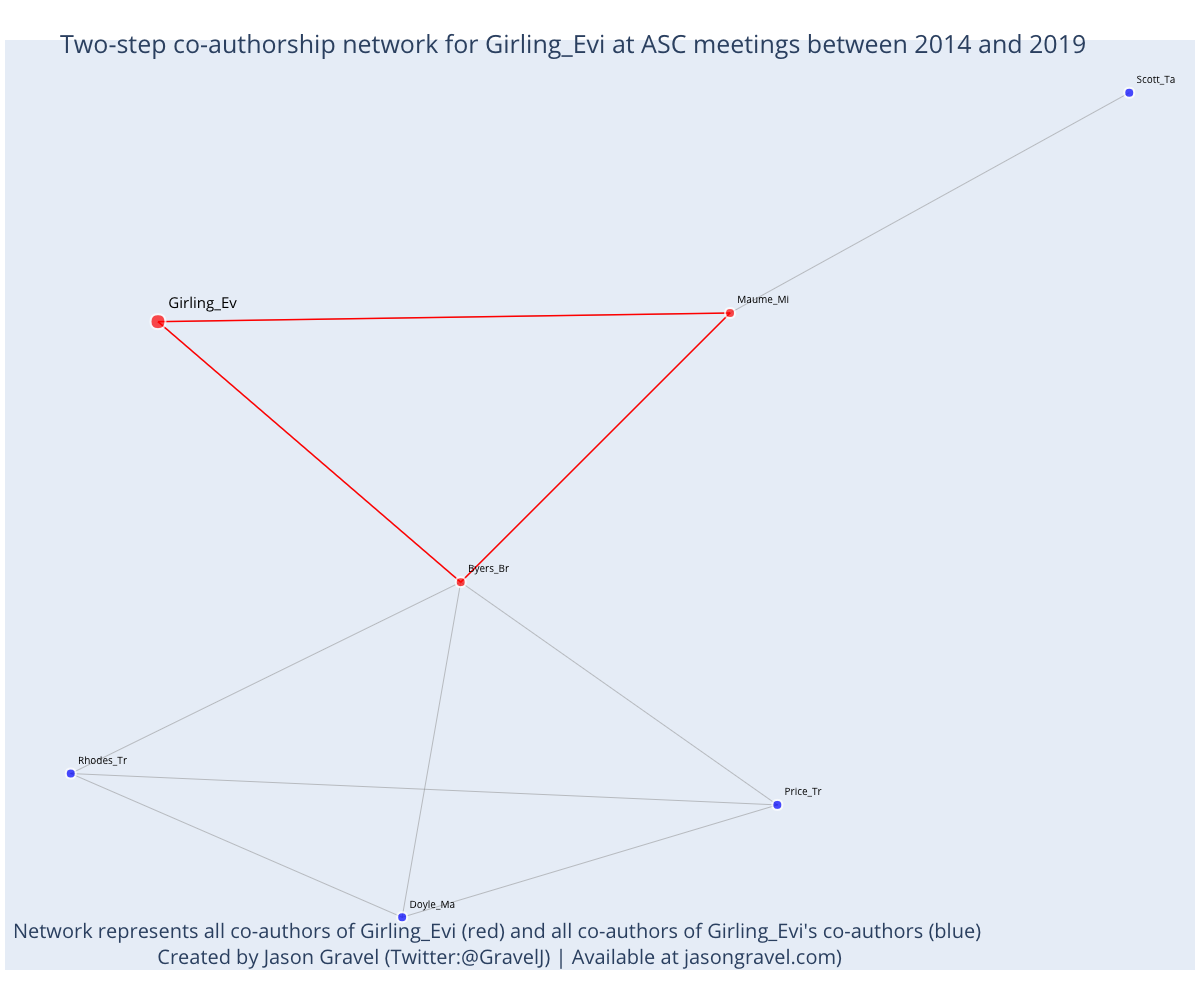 Two-step co-authorship network for Girling_Evi at ASC meetings between 2014 and 2019
Scott_Ta
Girling_Ev
Maume_Mi
Byers_Br
Rhodes_Tr
Price_Tr
Doyle_Ma
Network represents all co-authors of Girling_Evi (red) and all co-authors of Girling_Evi's co-authors (blue)
Created by Jason Gravel (Twitter:@GravelJ) | Available at jasongravel.com)